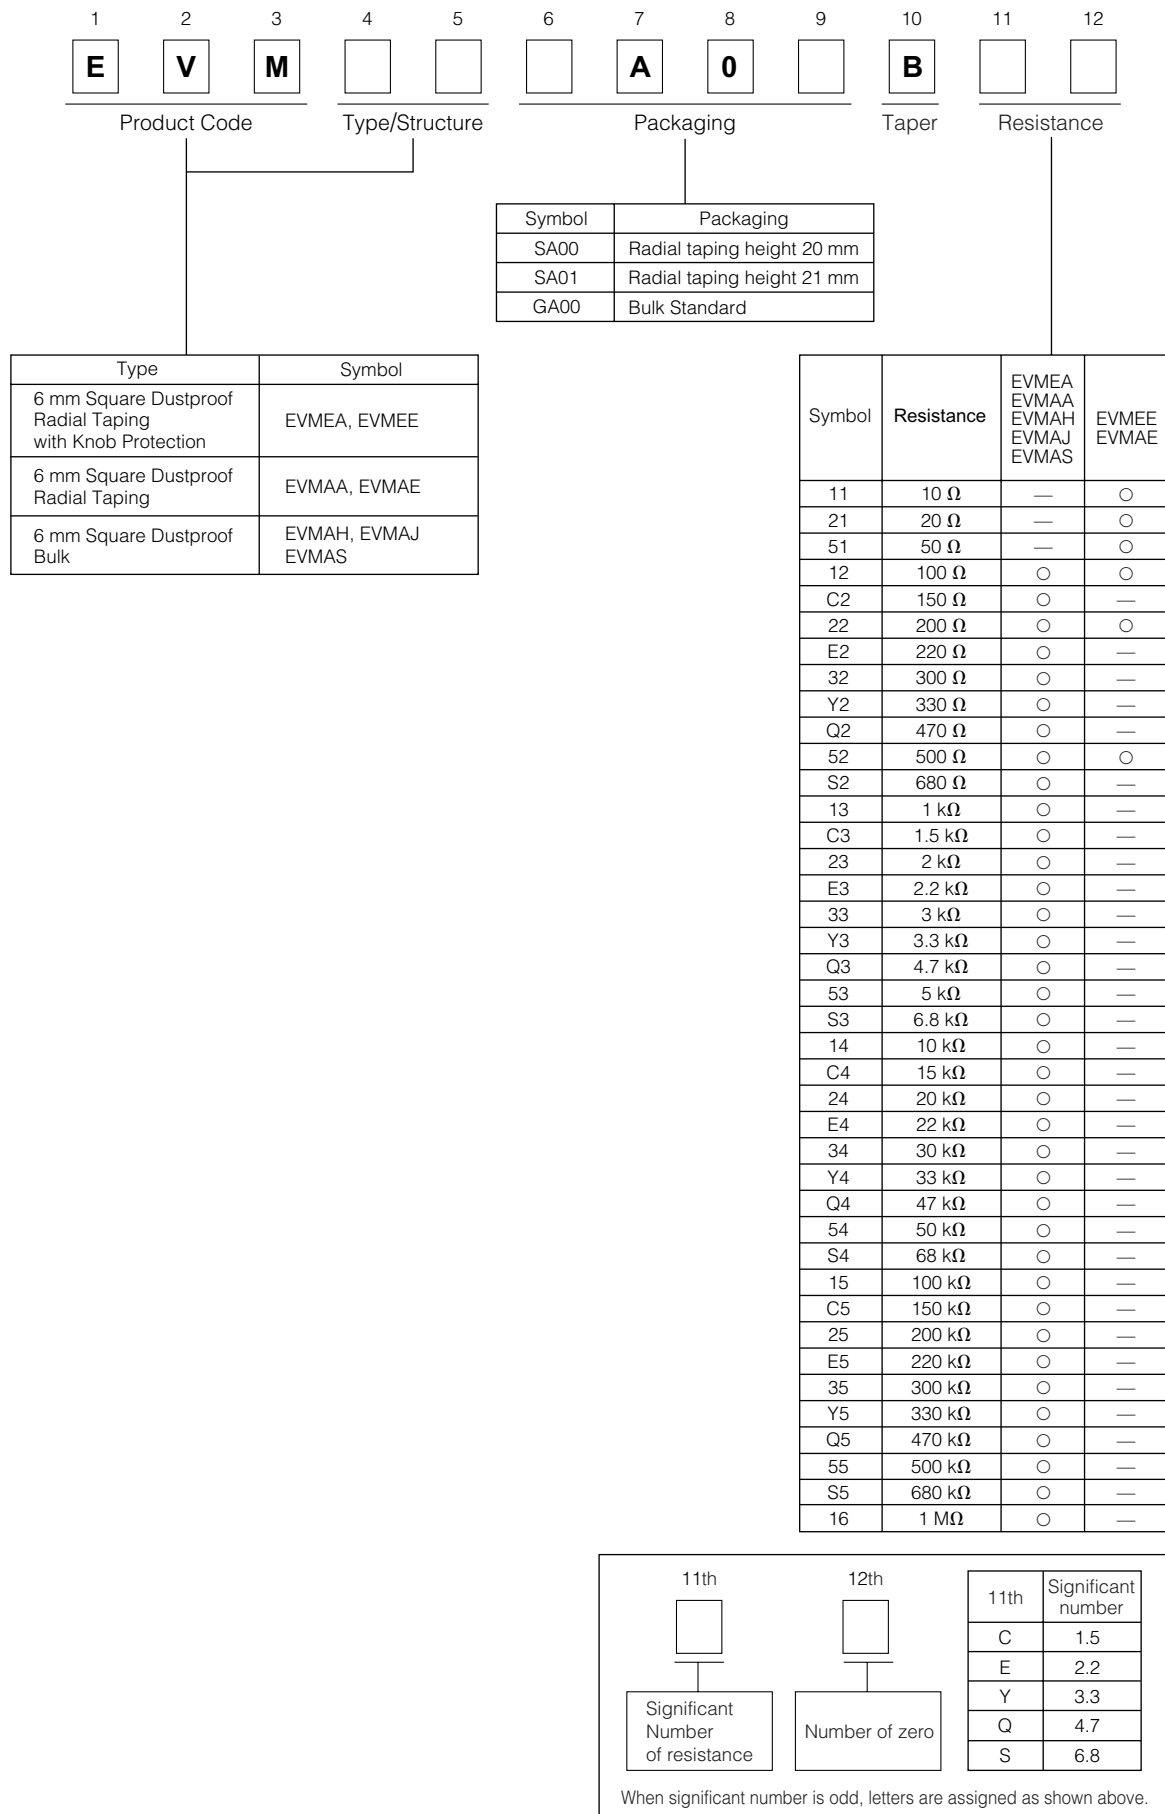 1 2 3 4 5 6 7 8 9 10 11 12
E V M A 0 B
Product Code Type/Structure Packaging Taper Resistance
Symbol Packaging
SA00 Radial taping height 20 mm
SA01 Radial taping height 21 mm
GA00 Bulk Standard
Type Symbol
6 mm Square Dustproof
Radial Taping
with Knob Protection
EVMEA, EVMEE
6 mm Square Dustproof
Radial Taping
EVMAA, EVMAE
6 mm Square Dustproof
Bulk
EVMAH, EVMAJ
EVMAS
Symbol Resistance
EVMEA
EVMAA
EVMAH
EVMAJ
EVMAS
EVMEE
EVMAE
11 10 Ω — ○
21 20 Ω — ○
51 50 Ω — ○
12 100 Ω ○ ○
C2 150 Ω ○ —
22 200 Ω ○ ○
E2 220 Ω ○ —
32 300 Ω ○ —
Y2 330 Ω ○ —
Q2 470 Ω ○ —
52 500 Ω ○ ○
S2 680 Ω ○ —
13 1 kΩ ○ —
C3 1.5 kΩ ○ —
23 2 kΩ ○ —
E3 2.2 kΩ ○ —
33 3 kΩ ○ —
Y3 3.3 kΩ ○ —
Q3 4.7 kΩ ○ —
53 5 kΩ ○ —
S3 6.8 kΩ ○ —
14 10 kΩ ○ —
C4 15 kΩ ○ —
24 20 kΩ ○ —
E4 22 kΩ ○ —
34 30 kΩ ○ —
Y4 33 kΩ ○ —
Q4 47 kΩ ○ —
54 50 kΩ ○ —
S4 68 kΩ ○ —
15 100 kΩ ○ —
C5 150 kΩ ○ —
25 200 kΩ ○ —
E5 220 kΩ ○ —
35 300 kΩ ○ —
Y5 330 kΩ ○ —
Q5 470 kΩ ○ —
55 500 kΩ ○ —
S5 680 kΩ ○ —
16 1 MΩ ○ —
11th 12th
Significant
Number
of resistance
Number of zero
11th Significant
number
C 1.5
E 2.2
Y 3.3
Q 4.7
S 6.8
When significant number is odd, letters are assigned as shown above.